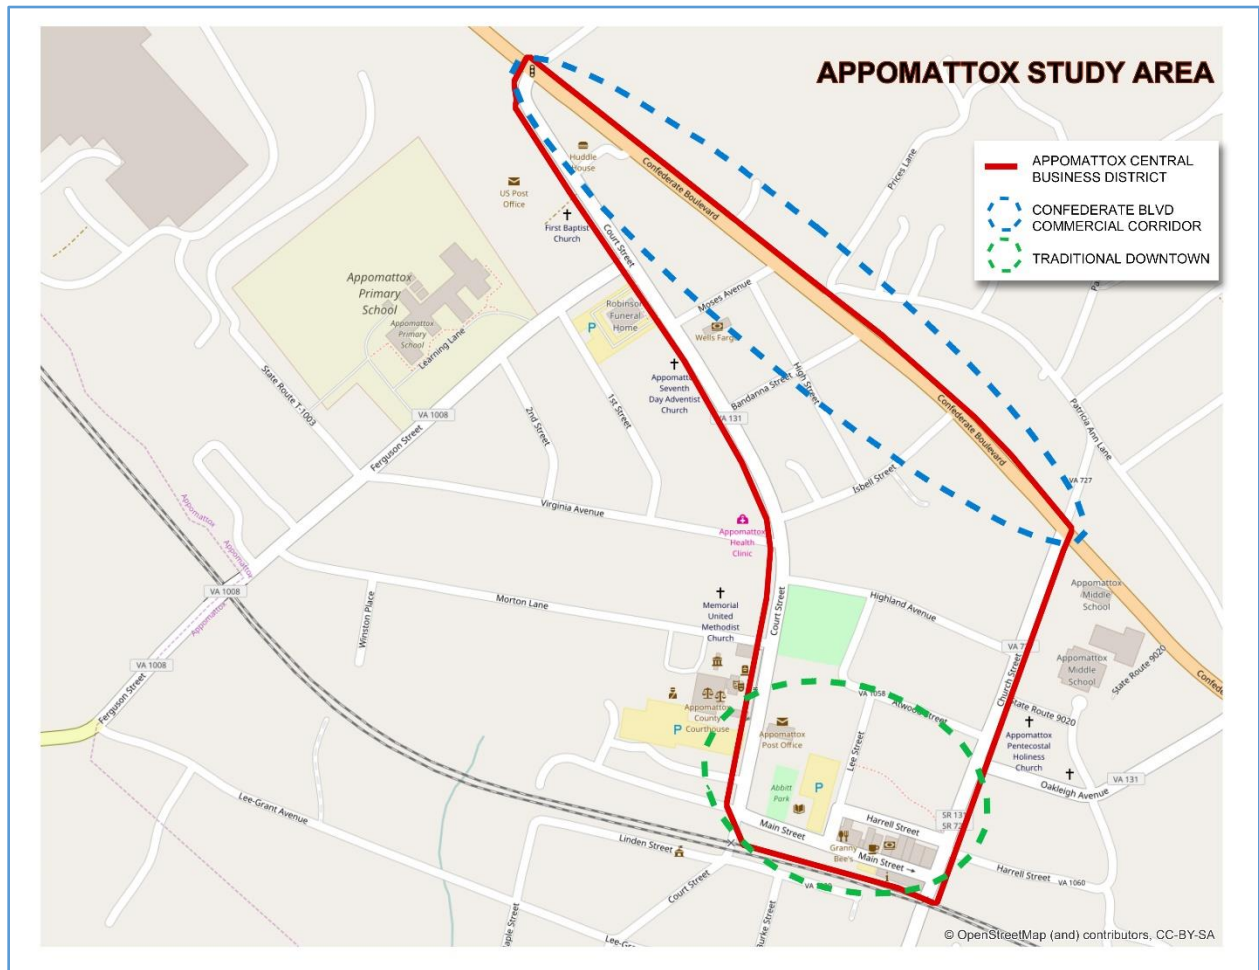 APPOMATTOX STUDY AREA
APPOMATTOX CENTRAL
BUSINESS DISTRICT
CONFEDERATE BLVD
COMMERCIAL CORRIDOR
TRADITIONAL DOWNTOWN
Huddle
House
US Post
Office
First Baptist
Church
Confederate Boulevard
Prices Lane
Court Street
Appomattox
Primary
School
Appomattox
Primary
School
Learning Lane
Robinson
Funeral
Home
P
Moses Avenue
Wells Fargo
State Route T-1003
VA 1008
Ferguson Street
2nd Street
1st Street
Appomattox
Seventh
Day Adventist
Church
Bandanna Street
High Street
VA 131
Confederate Boulevard
Patricia Ann Lane
Isbell Street
VA 727
Virginia Avenue
Appomattox
Health
Clinic
Appomattox
Appomattox
VA 1008
Appomattox
Winston Place
Morton Lane
Memorial
United
Methodist
Church
Court Street
Highland Avenue
Appomattox
Middle
School
Appomattox
Middle
School
State Route 9020
Church Street
VA 1008
Ferguson Street
Appomattox
County
Courthouse
P
Appomattox
Post Office
VA 1058
Atwood Street
State Route 9020
Appomattox
Pentecostal
Holiness
Church
Lee Street
Abbitt
Park
P
VA 131
Oakleigh Avenue
Lee-Grant Avenue
Main Street
Harrell Street
SR 131
Linden Street
Granny
Bee's
Main Street →
Harrell Street
VA 1060
Court Street
Burke Street
© OpenStreetMap (and) contributors, CC-BY-SA